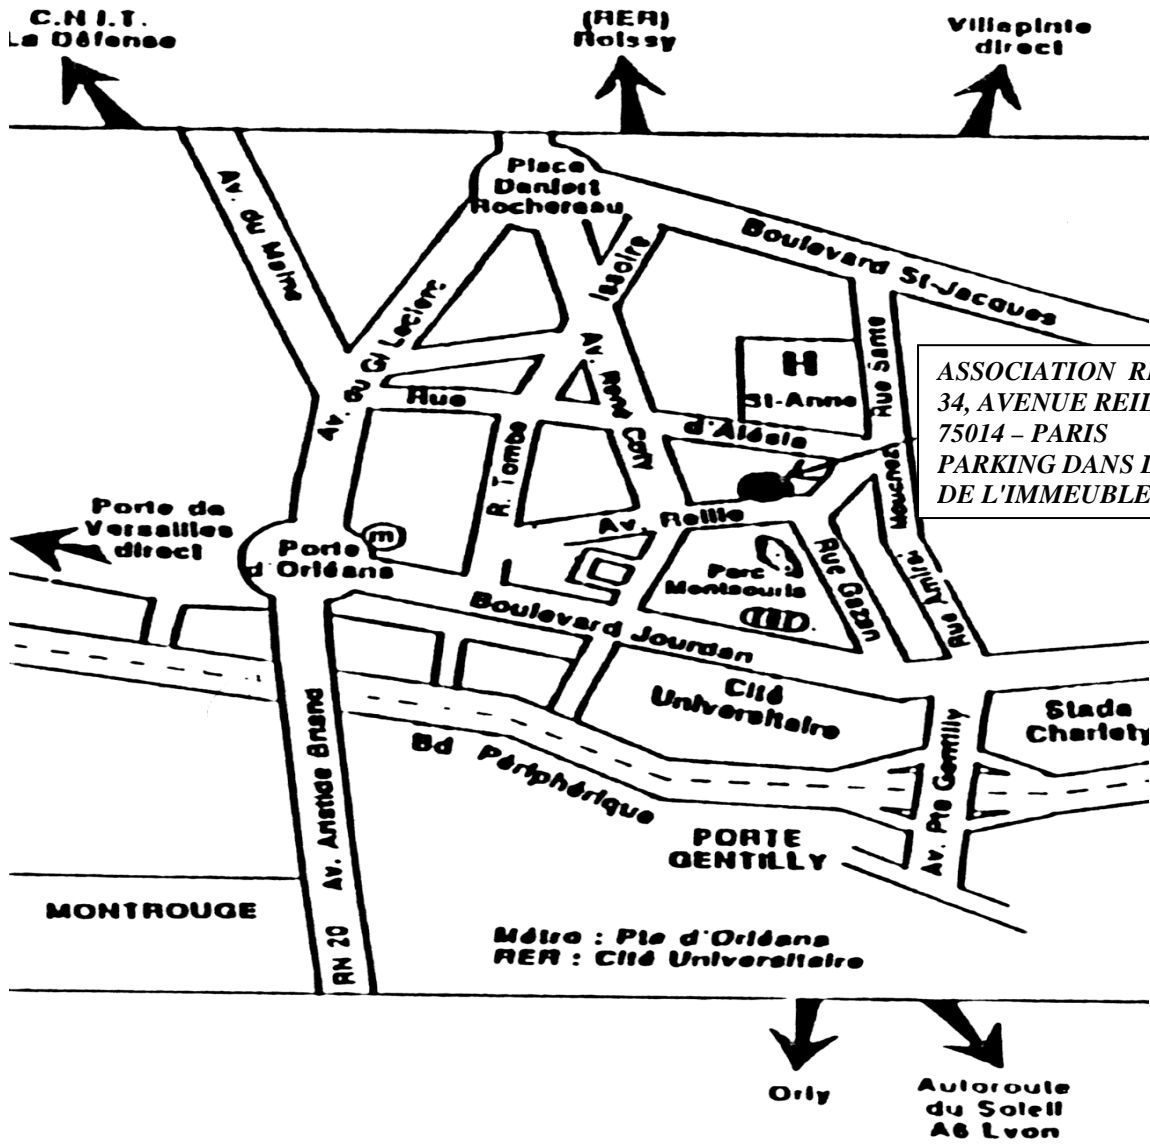 C.N.I.T.
La Défense
(RER)
Roissy
Villepinte
direct
Place
Denfert
Rochereau
Av. du Maine
Boulevard St-Jacques
Issoire
Av. du Gl Leclerc
Av. René Coty
Rue Sante
H
St-Anne
Rue
d'Alésia
R. Tombe
ASSOCIATION
34, AVENUE
75014 – PARIS
PARKING DANS
DE L'IMMEUBLE
Mouchez
Av. Reille
Porte de
Versailles
direct
m
Porte
d'Orléans
Parc
Montsouris
Rue Gazan
Rue Amiral
Boulevard Jourdan
Cité
Universitaire
Stade
Charlety
Bd Périphérique
Av. Aristide Briand
Av. Pte Gentilly
PORTE
GENTILLY
MONTROUGE
RN 20
Métro : Pte d'Orléans
RER : Cité Universitaire
Orly
Autoroute
du Soleil
A6 Lyon